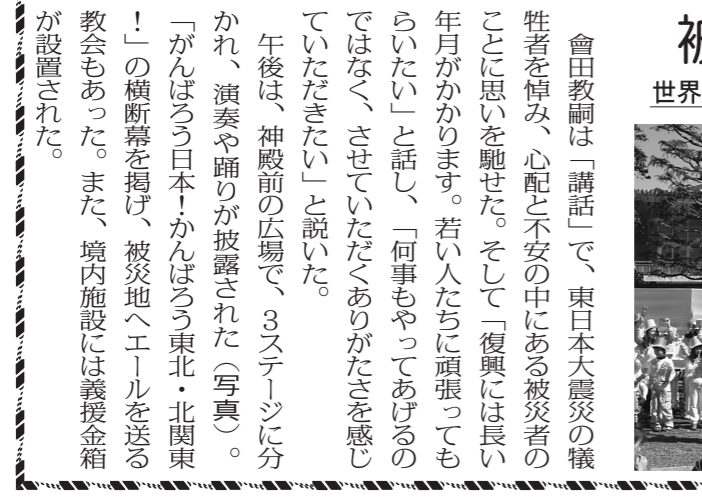 世界
會田教嗣は「講話」で、東日本大震災の犠
牲者を悼み、心配と不安の中にある被災者の
ことに思いを馳せた。そして「復興には長い
年月がかかります。若い人たちに頑張っても
らいたい」と話し、「何事もやってあげるの
ではなく、させていただくありがたさを感じ
ていただきたい」と説いた。
午後は、神殿前の広場で、3ステージに分
かれ、演奏や踊りが披露された(写真)。
「がんばろう日本!かんばろう東北・北関東
!」の横断幕を掲げ、被災地へエールを送る
教会もあった。また、境内施設には義援金箱
が設置された。